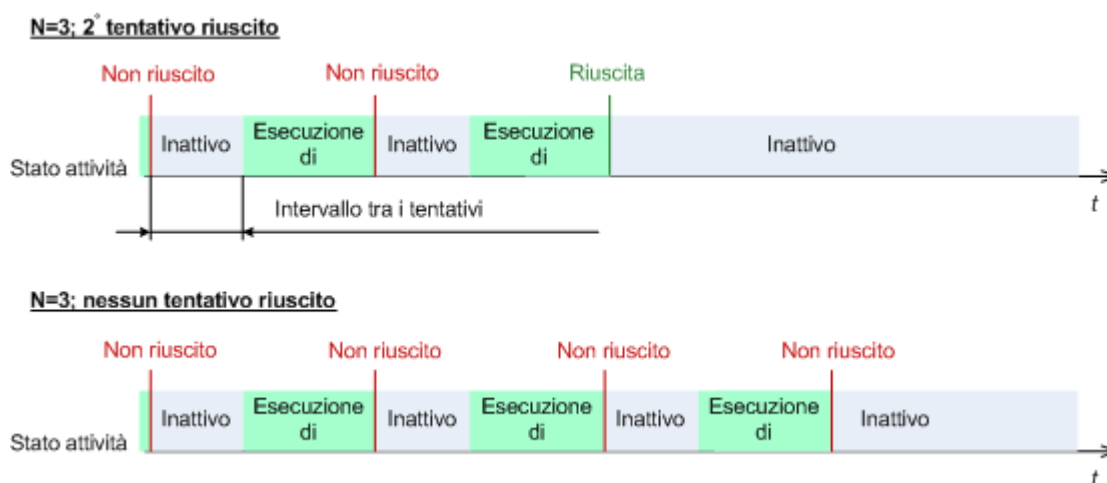 N=3; 2° tentativo riuscito
Non riuscito Non riuscito Riuscita
Stato attività Inattivo Esecuzione di Inattivo Esecuzione di Inattivo
t
Intervallo tra i tentativi
N=3; nessun tentativo riuscito
Non riuscito Non riuscito Non riuscito Non riuscito
Stato attività Inattivo Esecuzione di Inattivo Esecuzione di Inattivo Esecuzione di Inattivo
t